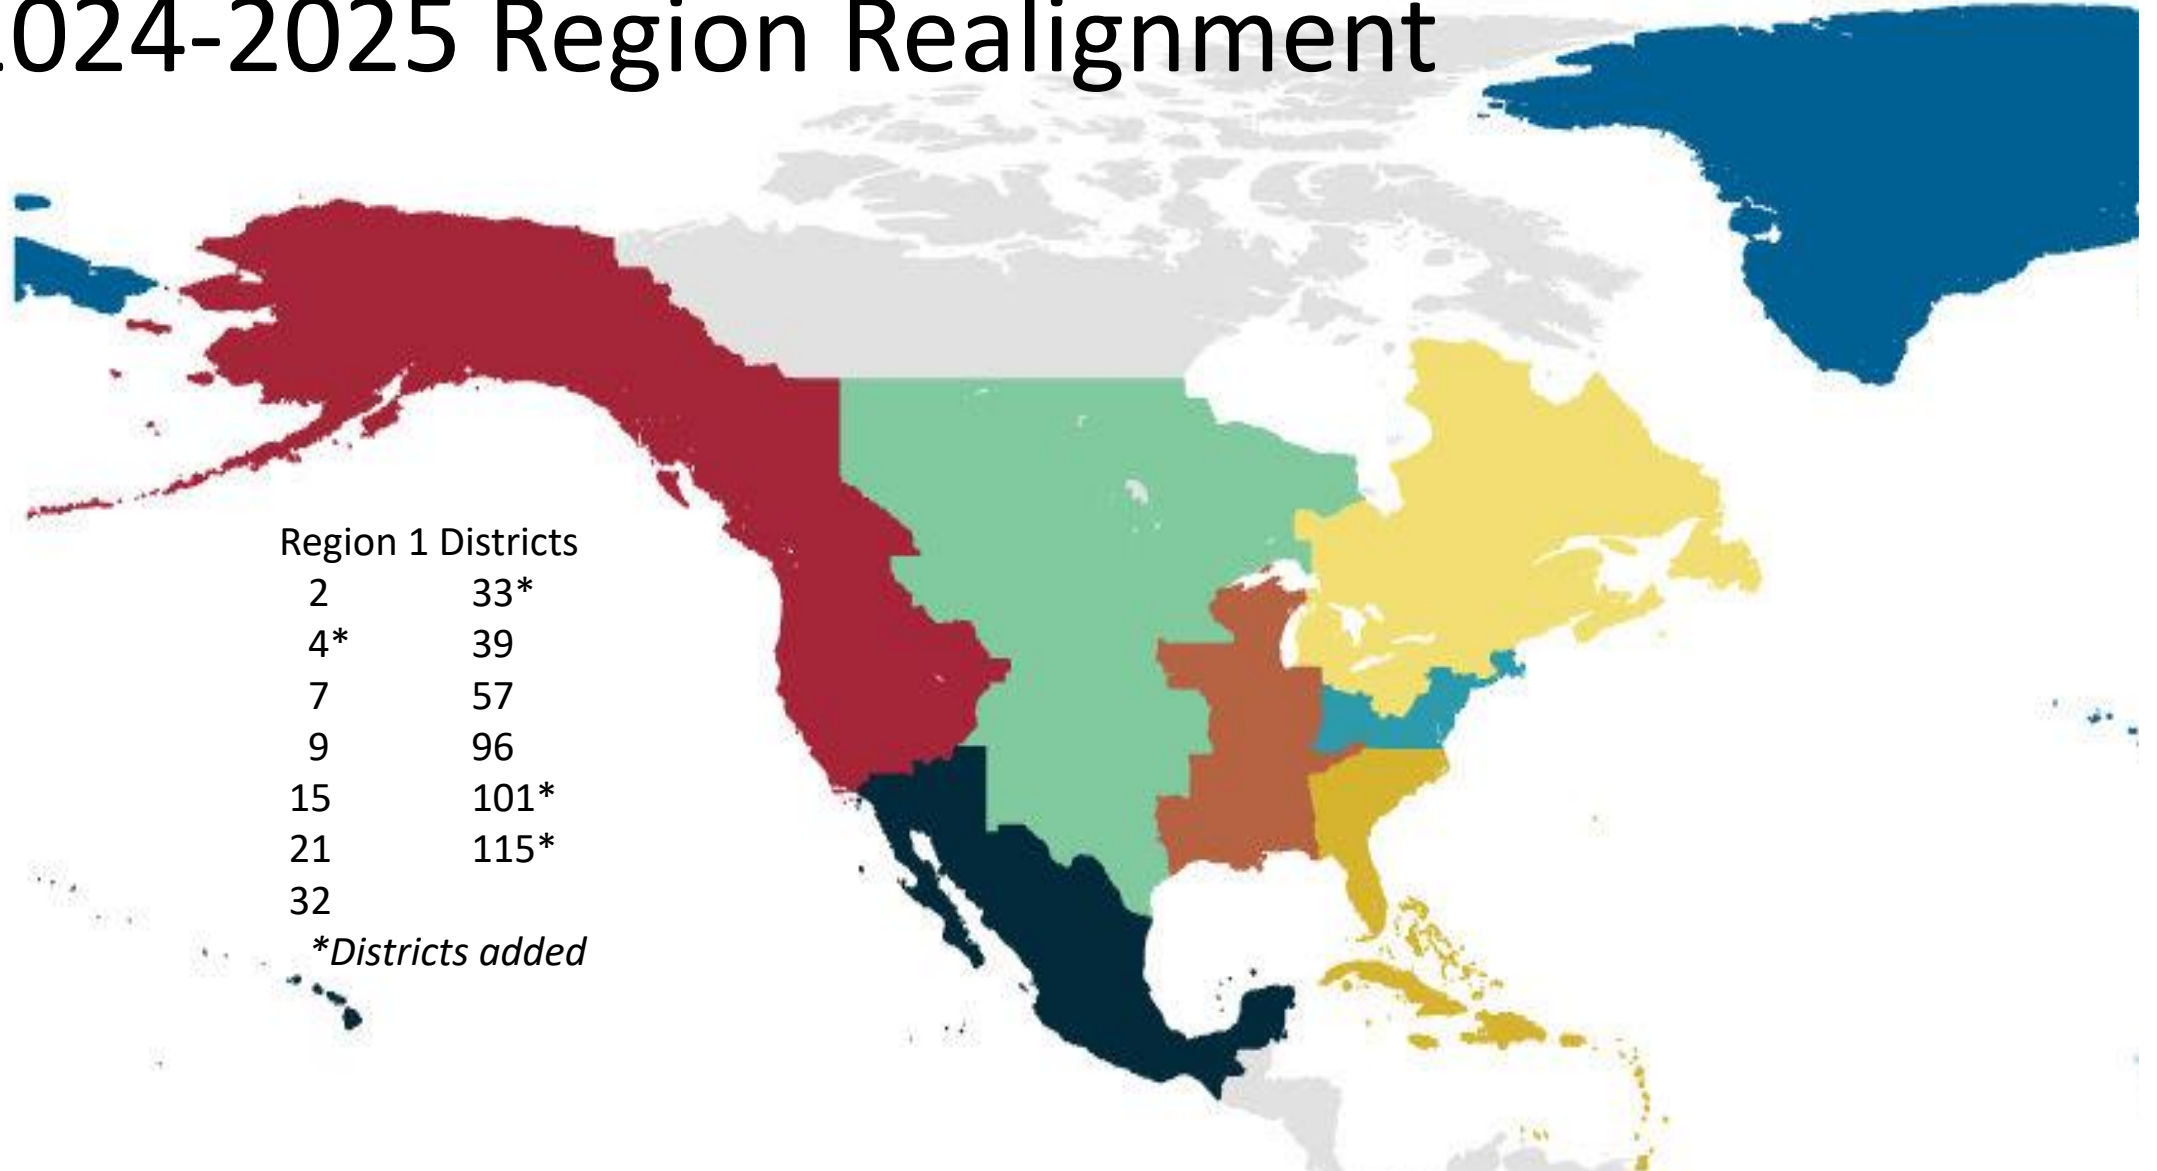 024-2025 Region Realignment
Region 1 Districts
2 33*
4* 39
7 57
9 96
15 101*
21 115*
32
*Districts added